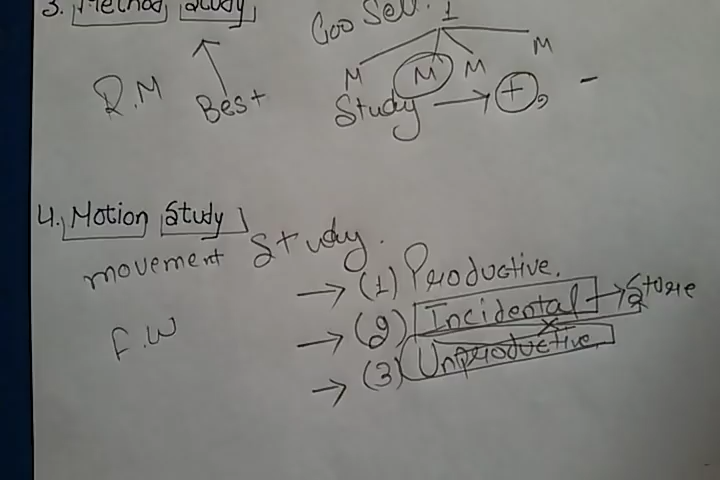 3. Method Study
Goo Sell. 1
M M M M
R.M Best
Study → +, -
4. Motion Study
movement Study.
→ (1) Productive.
F.W → (2) Incidental → Store
→ (3) Unproductive